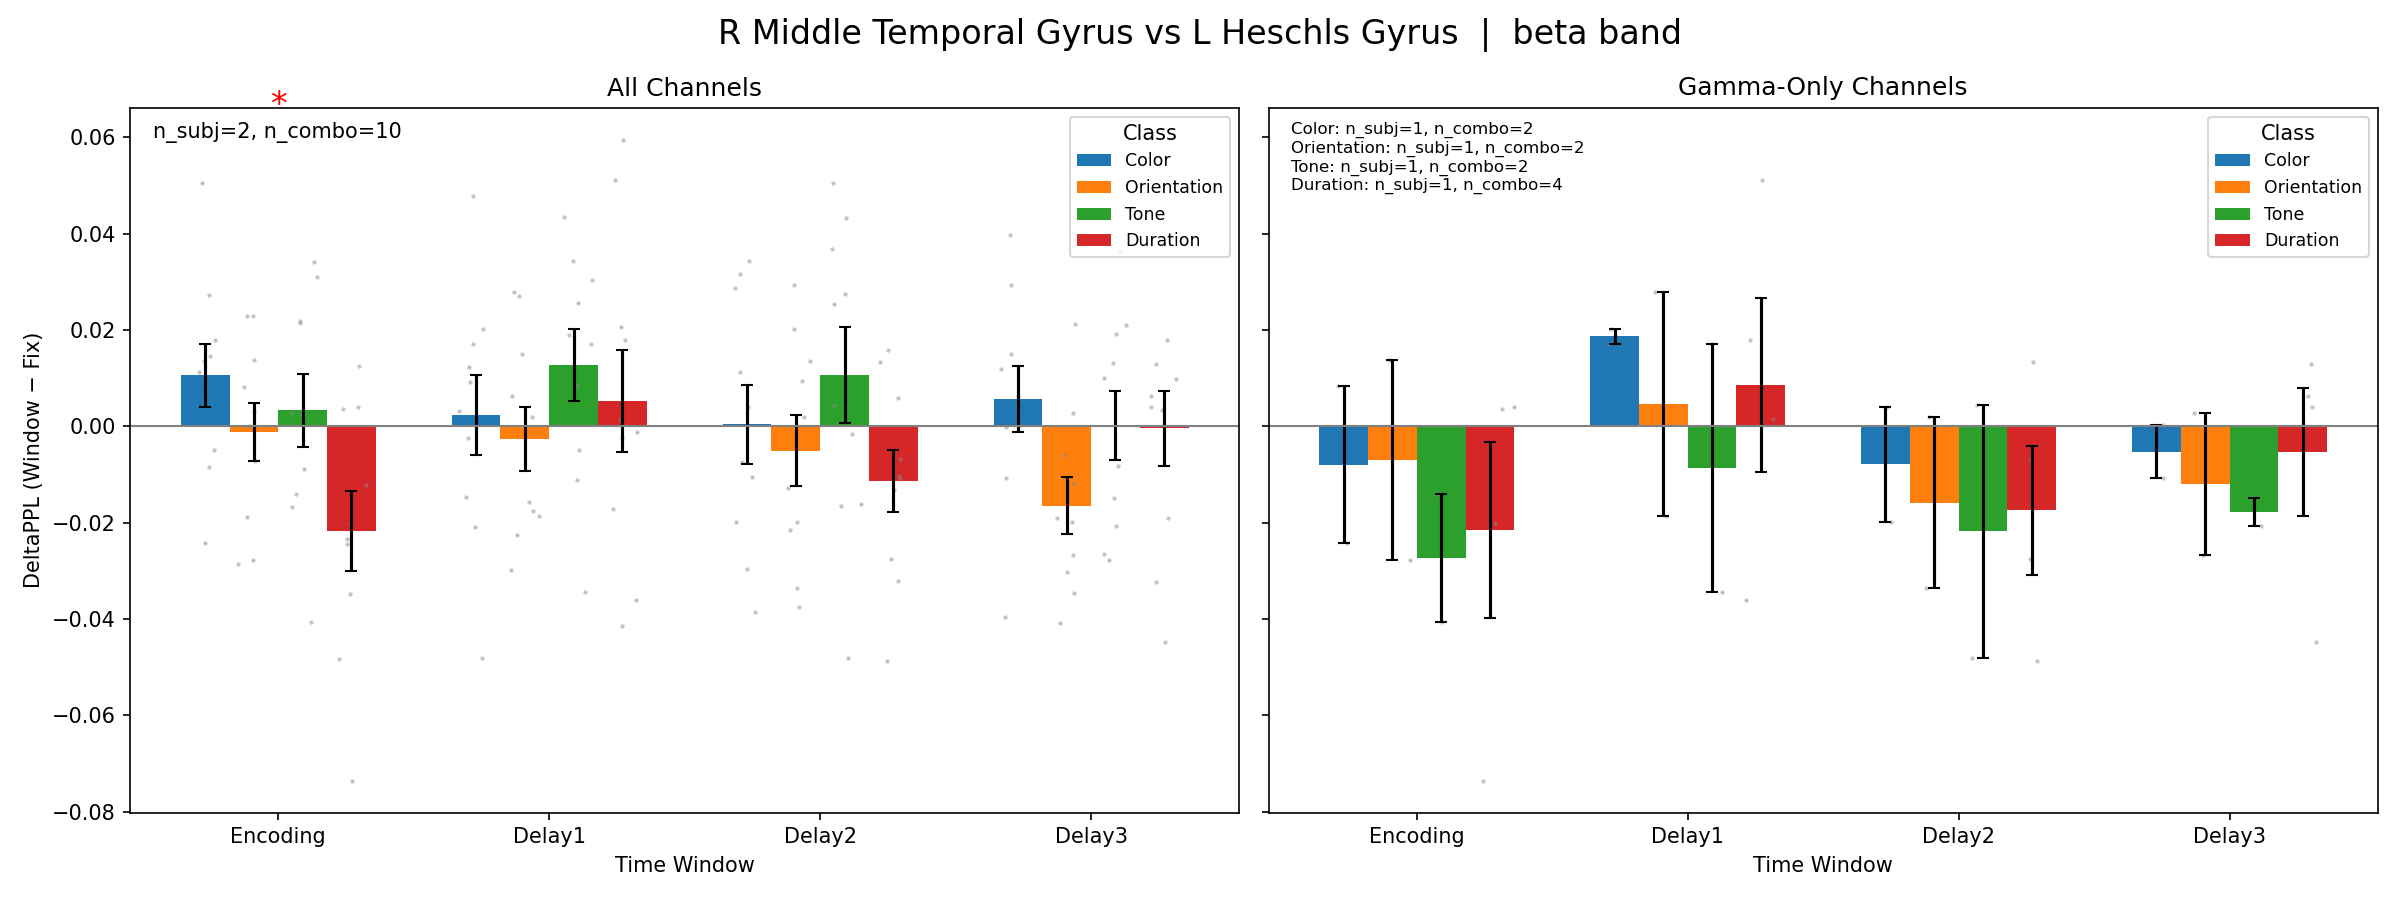 R Middle Temporal Gyrus vs L Heschls Gyrus | beta band
All Channels
*
n_subj=2, n_combo=10
Class
Color
Orientation
Tone
Duration
0.06
0.04
0.02
0.00
−0.02
−0.04
−0.06
−0.08
DeltaPPL (Window − Fix)
Encoding
Delay1
Delay2
Delay3
Time Window
Gamma-Only Channels
Color: n_subj=1, n_combo=2
Orientation: n_subj=1, n_combo=2
Tone: n_subj=1, n_combo=2
Duration: n_subj=1, n_combo=4
Class
Color
Orientation
Tone
Duration
Encoding
Delay1
Delay2
Delay3
Time Window